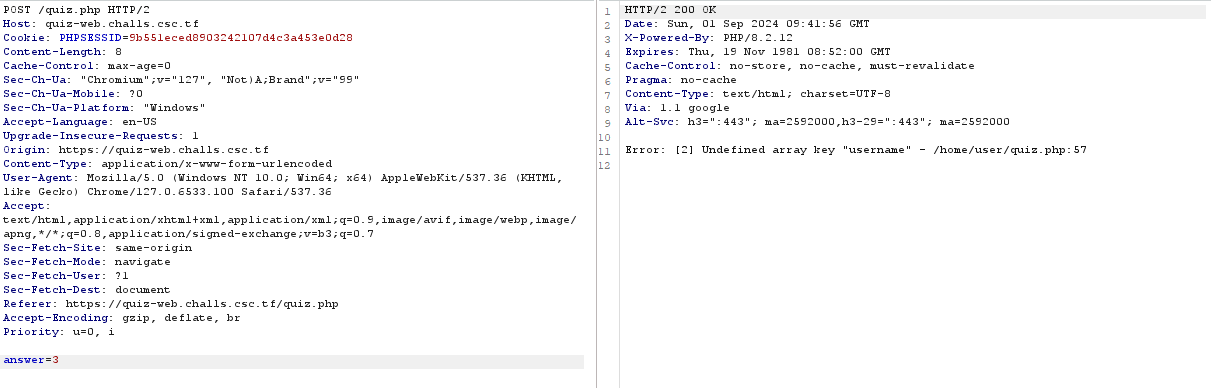 POST /quiz.php HTTP/2
Host: quiz-web.challs.csc.tf
Cookie: PHPSESSID=9b551eced8903242107d4c3a453e0d28
Content-Length: 8
Cache-Control: max-age=0
Sec-Ch-Ua: "Chromium";v="127", "Not)A;Brand";v="99"
Sec-Ch-Ua-Mobile: ?0
Sec-Ch-Ua-Platform: "Windows"
Accept-Language: en-US
Upgrade-Insecure-Requests: 1
Origin: https://quiz-web.challs.csc.tf
Content-Type: application/x-www-form-urlencoded
User-Agent: Mozilla/5.0 (Windows NT 10.0; Win64; x64) AppleWebKit/537.36 (KHTML,
like Gecko) Chrome/127.0.6533.100 Safari/537.36
Accept:
text/html,application/xhtml+xml,application/xml;q=0.9,image/avif,image/webp,image/
apng,*/*;q=0.8,application/signed-exchange;v=b3;q=0.7
Sec-Fetch-Site: same-origin
Sec-Fetch-Mode: navigate
Sec-Fetch-User: ?1
Sec-Fetch-Dest: document
Referer: https://quiz-web.challs.csc.tf/quiz.php
Accept-Encoding: gzip, deflate, br
Priority: u=0, i
answer=3
1 HTTP/2 200 OK
2 Date: Sun, 01 Sep 2024 09:41:56 GMT
3 X-Powered-By: PHP/8.2.12
4 Expires: Thu, 19 Nov 1981 08:52:00 GMT
5 Cache-Control: no-store, no-cache, must-revalidate
6 Pragma: no-cache
7 Content-Type: text/html; charset=UTF-8
8 Via: 1.1 google
9 Alt-Svc: h3=":443"; ma=2592000,h3-29=":443"; ma=2592000
10
11 Error: [2] Undefined array key "username" - /home/user/quiz.php:57
12